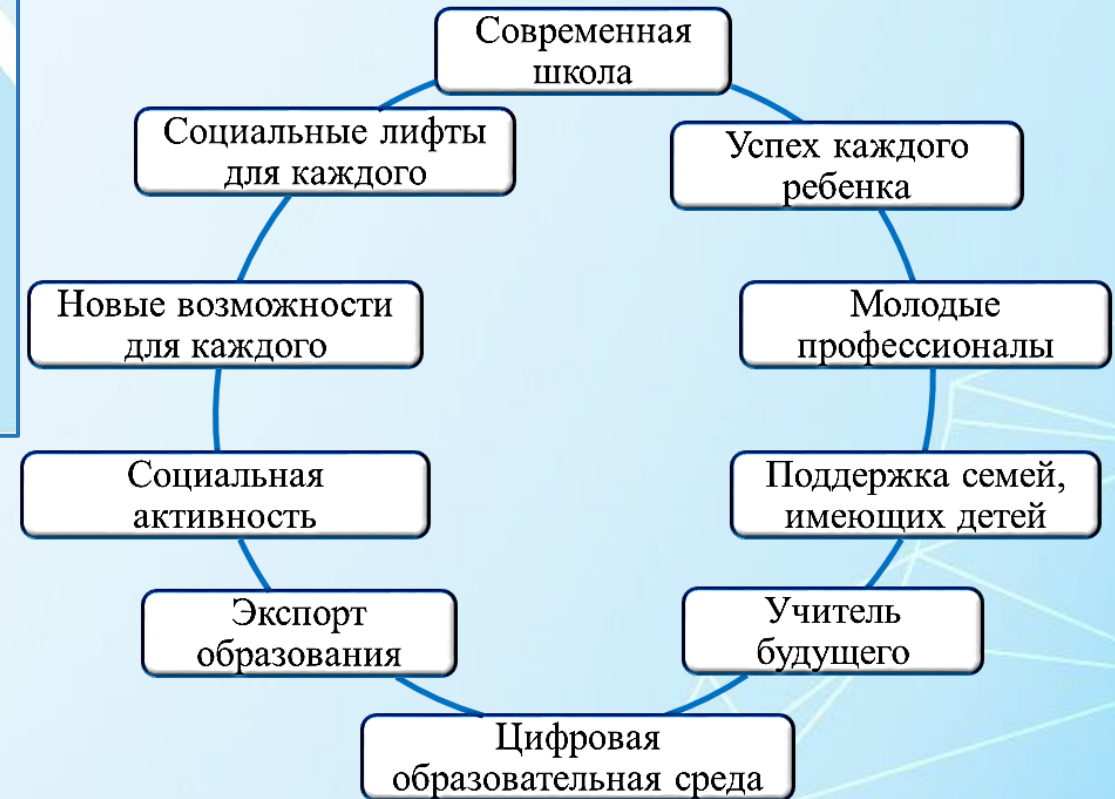 Современная
школа
Успех каждого
ребенка
Молодые
профессионалы
Поддержка семей,
имеющих детей
Учитель
будущего
Цифровая
образовательная среда
Экспорт
образования
Социальная
активность
Новые возможности
для каждого
Социальные лифты
для каждого